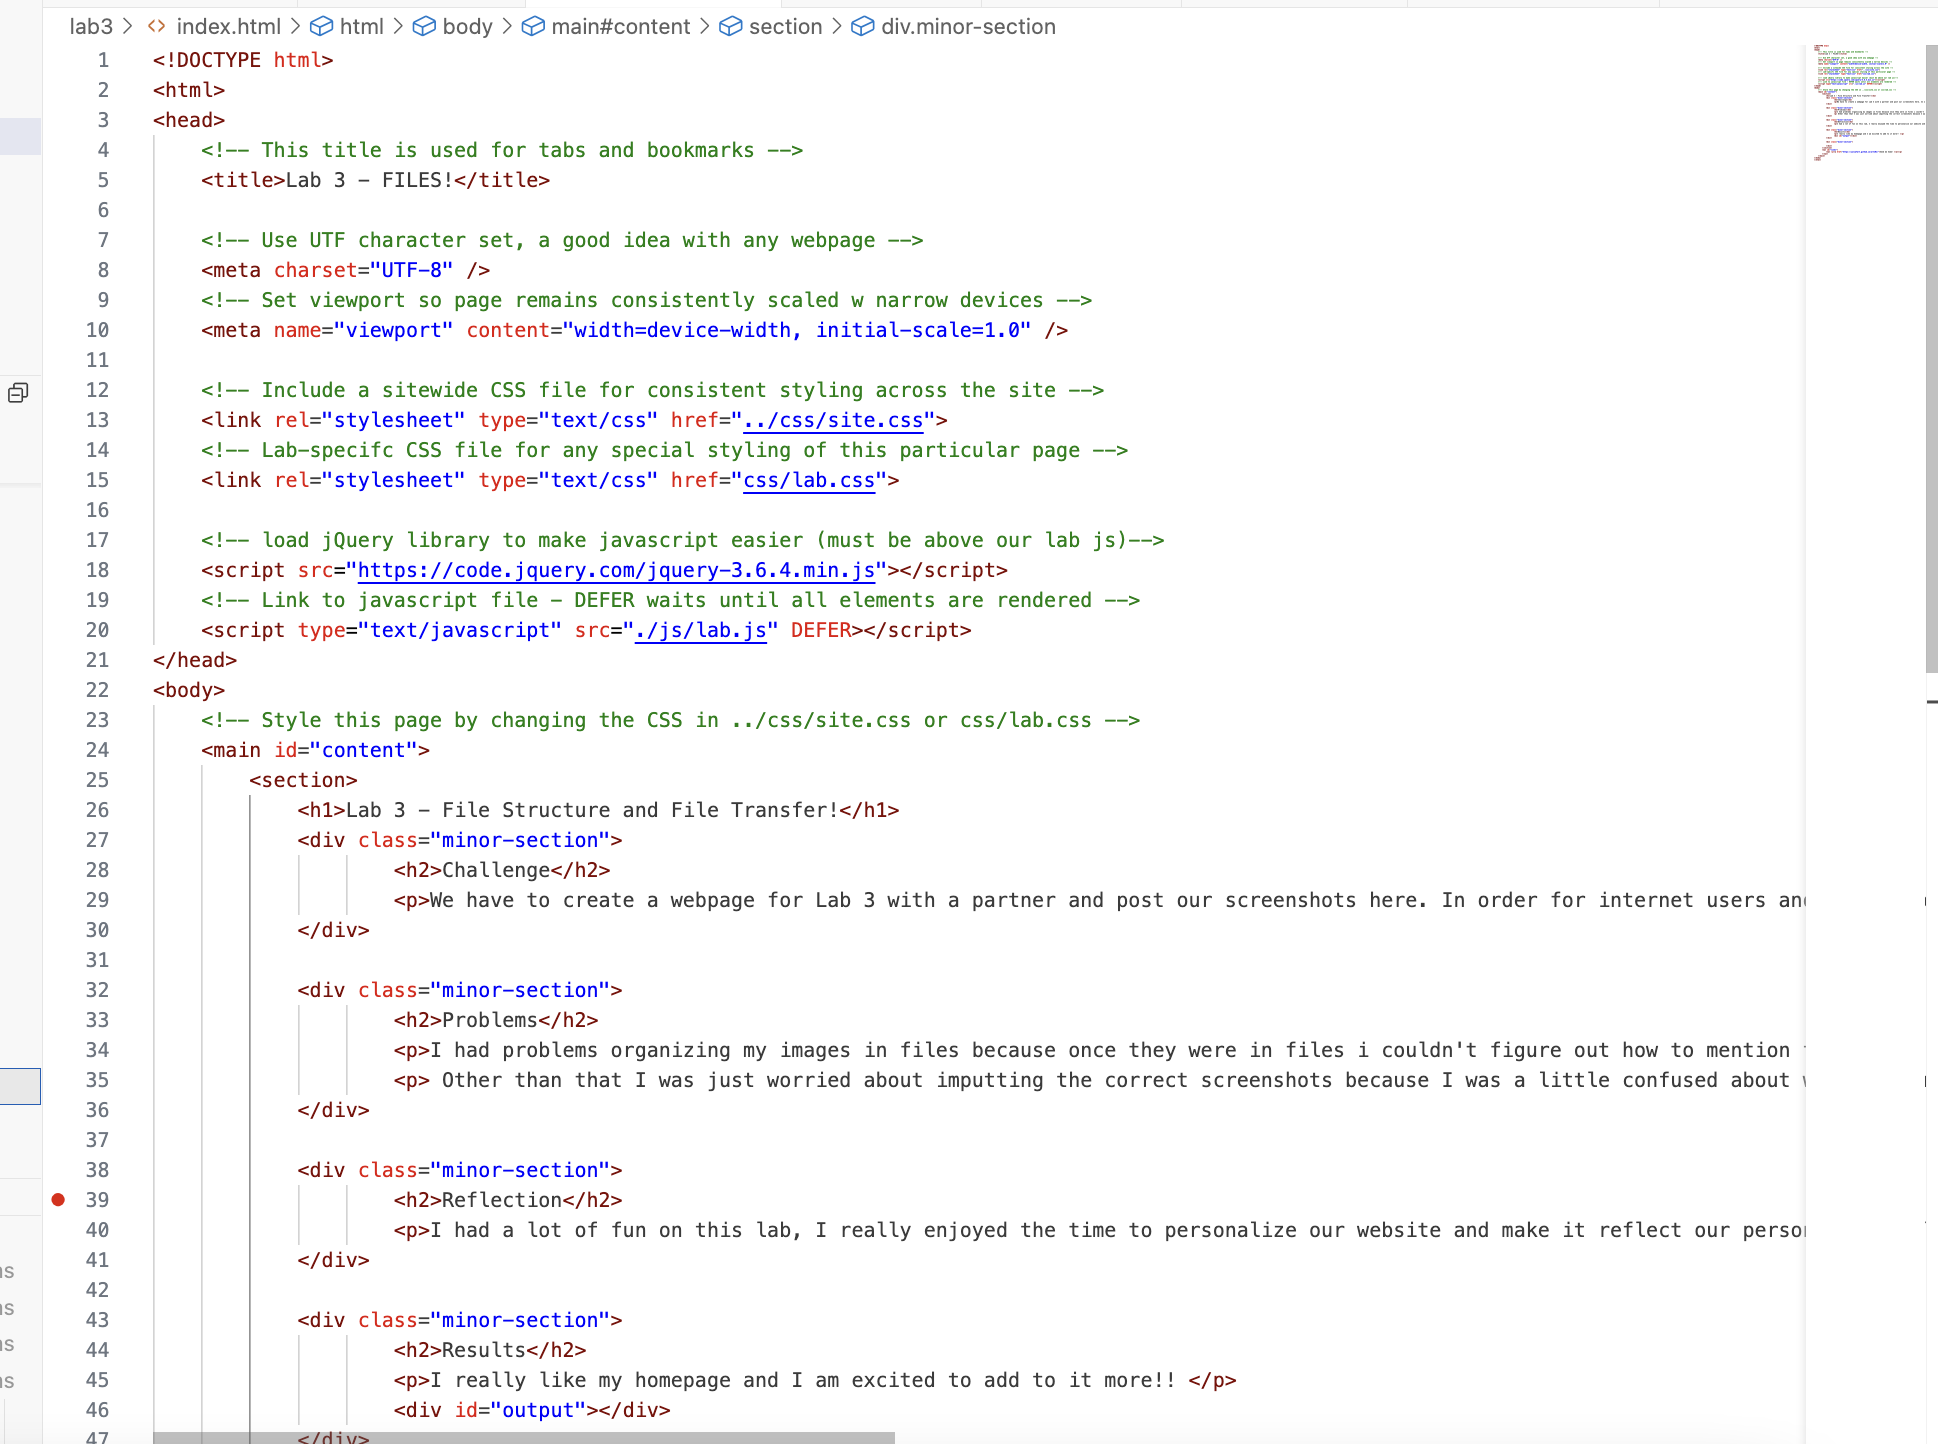 lab3 > <> index.html > html > body > main#content > section > div.minor-section
1 <!DOCTYPE html>
2 <html>
3 <head>
4 <!-- This title is used for tabs and bookmarks -->
5 <title>Lab 3 - FILES!</title>
6
7 <!-- Use UTF character set, a good idea with any webpage -->
8 <meta charset="UTF-8" />
9 <!-- Set viewport so page remains consistently scaled w narrow devices -->
10 <meta name="viewport" content="width=device-width, initial-scale=1.0" />
11
12 <!-- Include a sitewide CSS file for consistent styling across the site -->
13 <link rel="stylesheet" type="text/css" href="../css/site.css">
14 <!-- Lab-specifc CSS file for any special styling of this particular page -->
15 <link rel="stylesheet" type="text/css" href="css/lab.css">
16
17 <!-- load jQuery library to make javascript easier (must be above our lab js)-->
18 <script src="https://code.jquery.com/jquery-3.6.4.min.js"></script>
19 <!-- Link to javascript file - DEFER waits until all elements are rendered -->
20 <script type="text/javascript" src="./js/lab.js" DEFER></script>
21 </head>
22 <body>
23 <!-- Style this page by changing the CSS in ../css/site.css or css/lab.css -->
24 <main id="content">
25 <section>
26 <h1>Lab 3 - File Structure and File Transfer!</h1>
27 <div class="minor-section">
28 <h2>Challenge</h2>
29 <p>We have to create a webpage for Lab 3 with a partner and post our screenshots here. In order for internet users
30 </div>
31
32 <div class="minor-section">
33 <h2>Problems</h2>
34 <p>I had problems organizing my images in files because once they were in files i couldn't figure out how to mention
35 <p> Other than that I was just worried about imputting the correct screenshots because I was a little confused about
36 </div>
37
38 <div class="minor-section">
39 <h2>Reflection</h2>
40 <p>I had a lot of fun on this lab, I really enjoyed the time to personalize our website and make it reflect our
41 </div>
42
43 <div class="minor-section">
44 <h2>Results</h2>
45 <p>I really like my homepage and I am excited to add to it more!! </p>
46 <div id="output"></div>
47 </div>